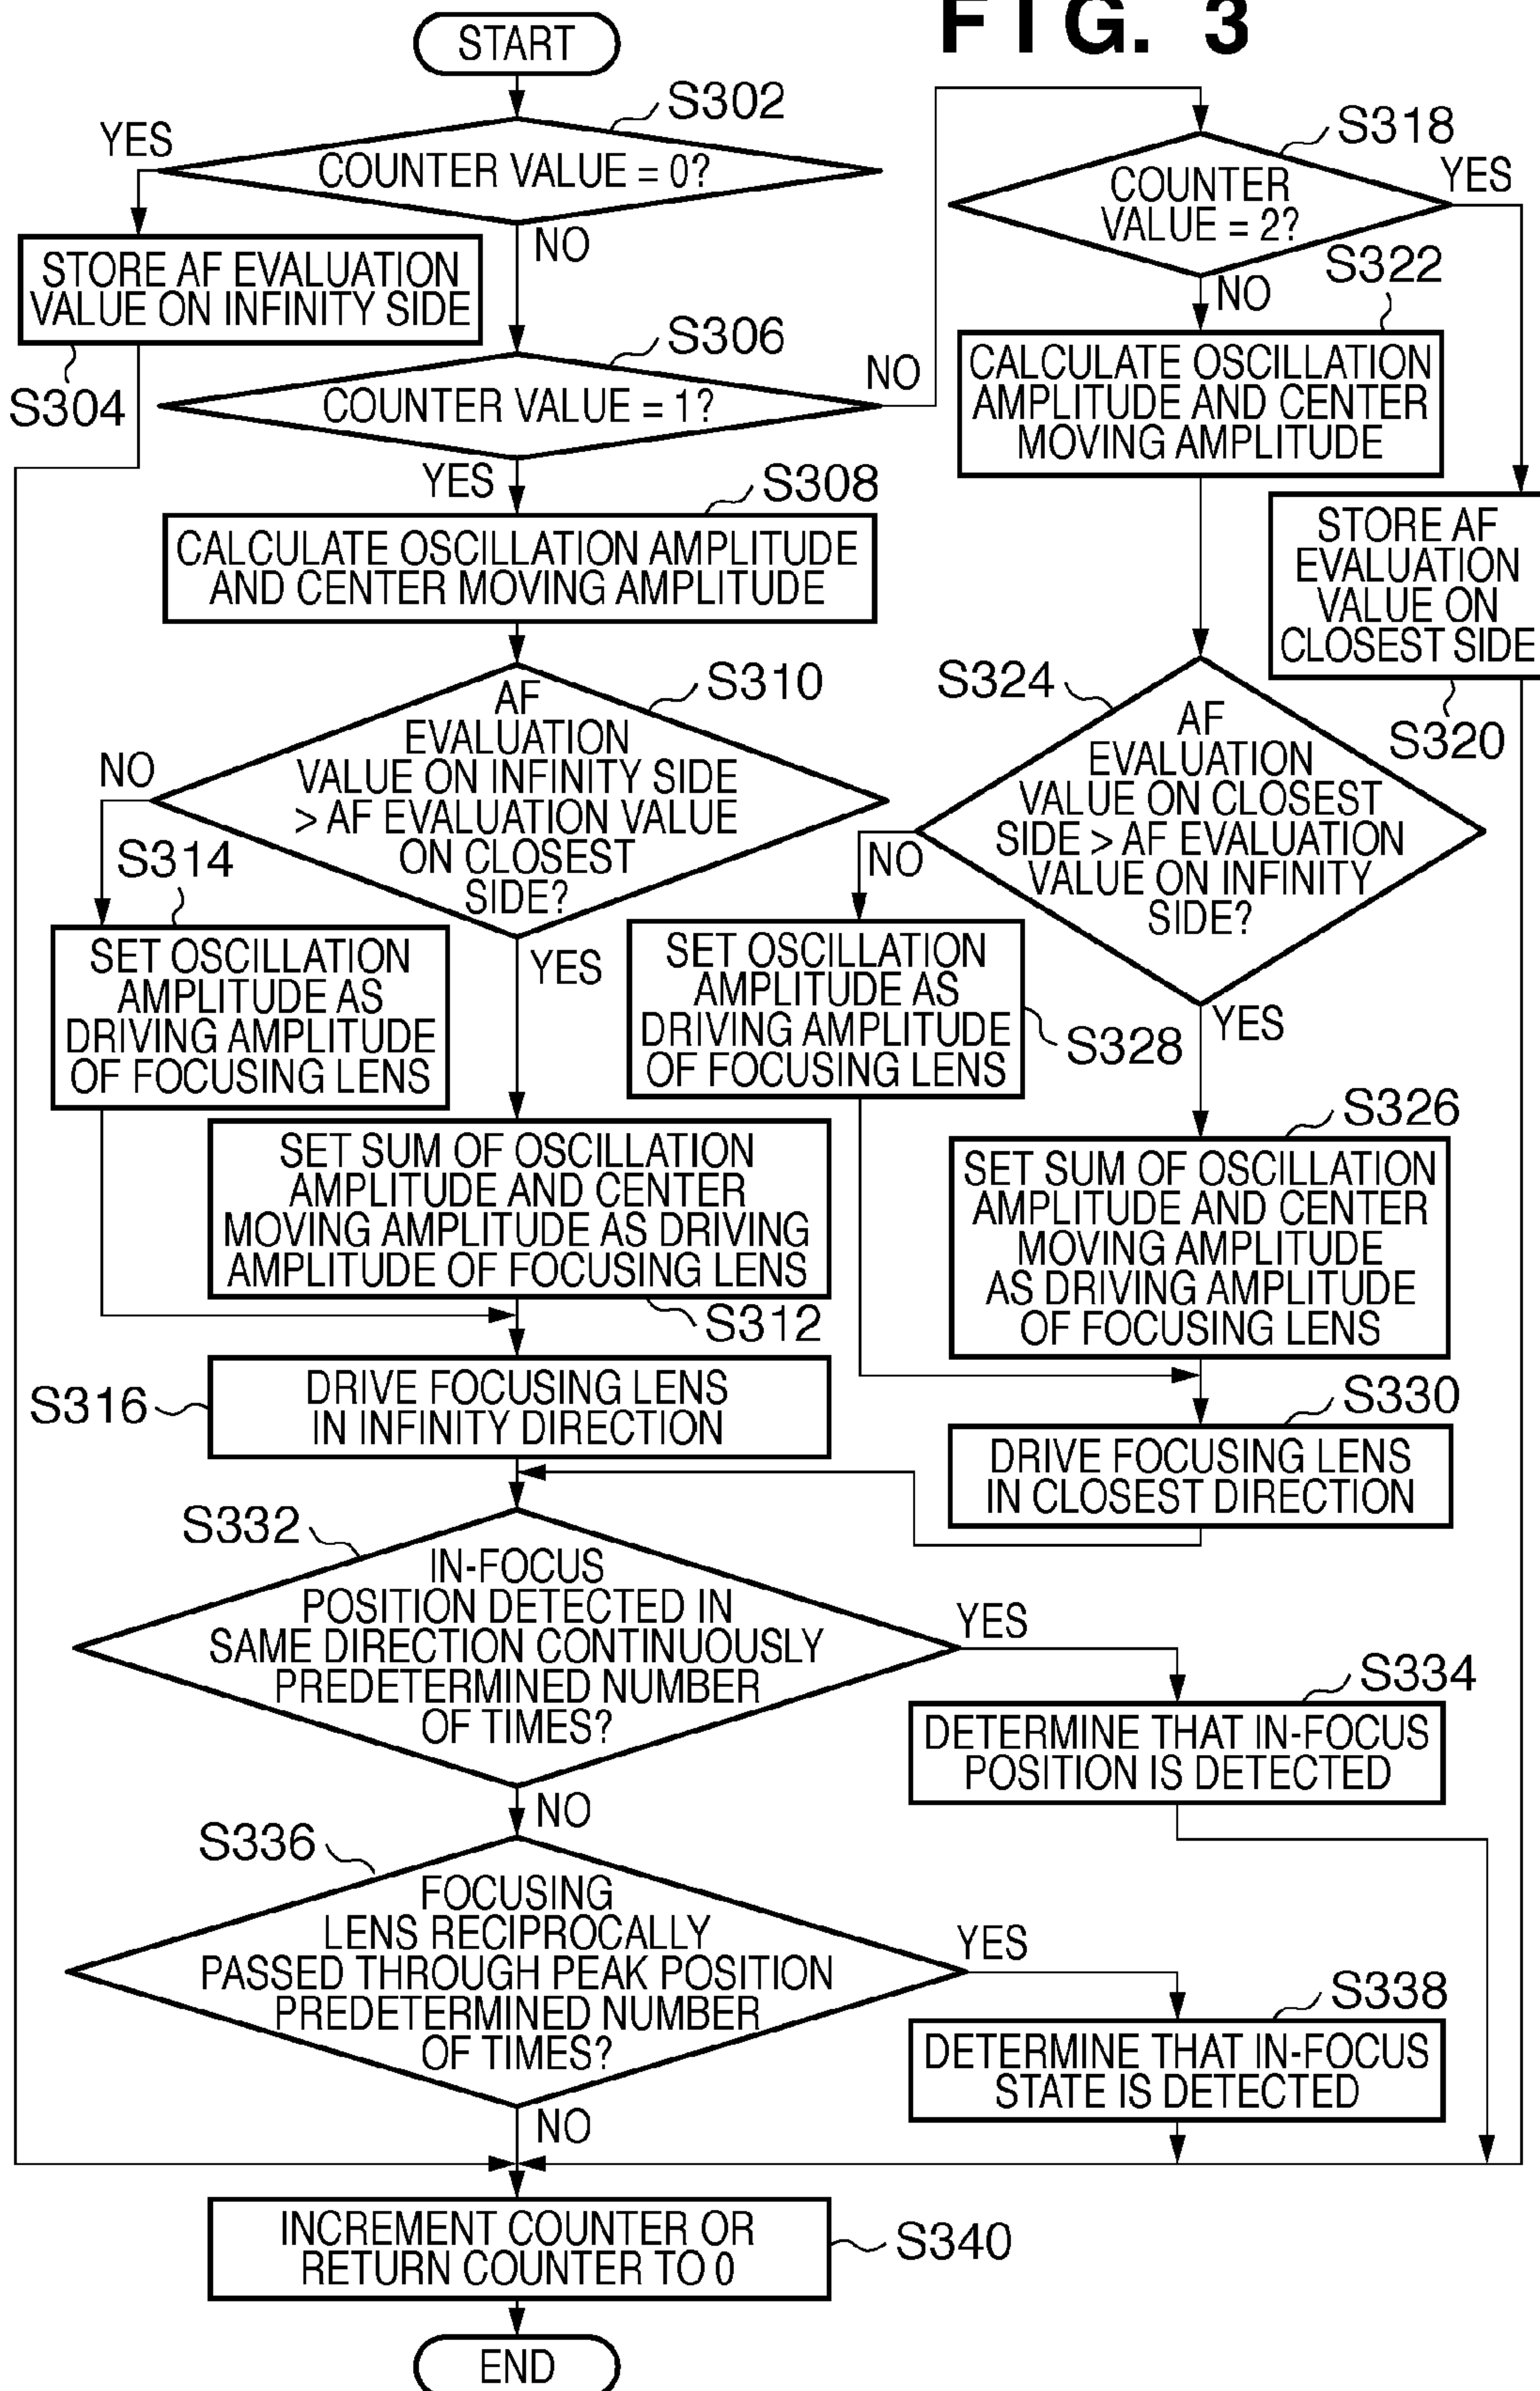 FIG. 3
START
S302
YES
COUNTER VALUE = 0?
NO
STORE AF EVALUATION
VALUE ON INFINITY SIDE
S304
S306
COUNTER VALUE = 1?
NO
YES
S308
CALCULATE OSCILLATION AMPLITUDE
AND CENTER MOVING AMPLITUDE
S310
AF
EVALUATION
VALUE ON INFINITY SIDE
> AF EVALUATION VALUE
ON CLOSEST
SIDE?
NO
YES
S314
SET OSCILLATION
AMPLITUDE AS
DRIVING AMPLITUDE
OF FOCUSING LENS
SET SUM OF OSCILLATION
AMPLITUDE AND CENTER
MOVING AMPLITUDE AS DRIVING
AMPLITUDE OF FOCUSING LENS
S312
S316
DRIVE FOCUSING LENS
IN INFINITY DIRECTION
S318
COUNTER
VALUE = 2?
YES
NO
S322
CALCULATE OSCILLATION
AMPLITUDE AND CENTER
MOVING AMPLITUDE
STORE AF
EVALUATION
VALUE ON
CLOSEST SIDE
S320
S324
AF
EVALUATION
VALUE ON CLOSEST
SIDE > AF EVALUATION
VALUE ON INFINITY
SIDE?
NO
YES
SET OSCILLATION
AMPLITUDE AS
DRIVING AMPLITUDE
OF FOCUSING LENS
S328
S326
SET SUM OF OSCILLATION
AMPLITUDE AND CENTER
MOVING AMPLITUDE
AS DRIVING AMPLITUDE
OF FOCUSING LENS
S330
DRIVE FOCUSING LENS
IN CLOSEST DIRECTION
S332
IN-FOCUS
POSITION DETECTED IN
SAME DIRECTION CONTINUOUSLY
PREDETERMINED NUMBER
OF TIMES?
YES
S334
DETERMINE THAT IN-FOCUS
POSITION IS DETECTED
NO
S336
FOCUSING
LENS RECIPROCALLY
PASSED THROUGH PEAK POSITION
PREDETERMINED NUMBER
OF TIMES?
YES
S338
DETERMINE THAT IN-FOCUS
STATE IS DETECTED
NO
INCREMENT COUNTER OR
RETURN COUNTER TO 0
S340
END